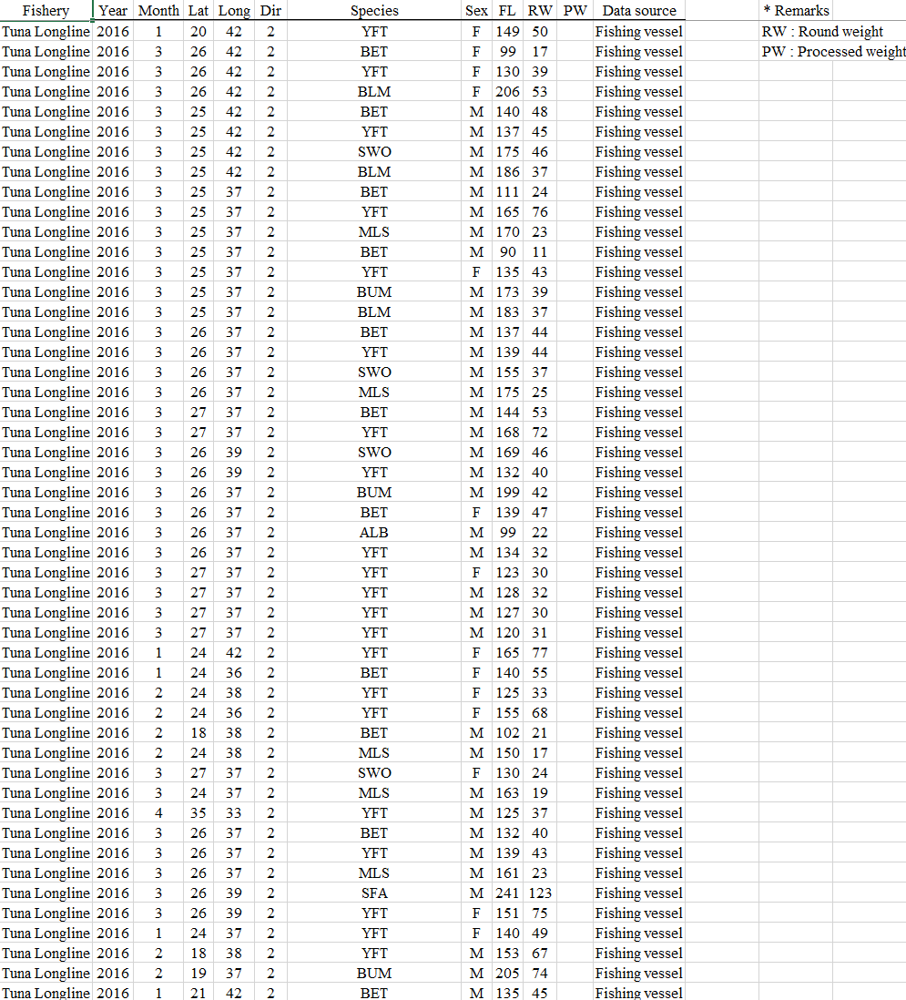 Fishery Year Month Lat Long Dir Species Sex FL RW PW Data source * Remarks
Tuna Longline 2016 1 20 42 2 YFT F 149 50 Fishing vessel RW : Round weight
Tuna Longline 2016 3 26 42 2 BET F 99 17 Fishing vessel PW : Processed weight
Tuna Longline 2016 3 26 42 2 YFT F 130 39 Fishing vessel
Tuna Longline 2016 3 26 42 2 BLM F 206 53 Fishing vessel
Tuna Longline 2016 3 25 42 2 BET M 140 48 Fishing vessel
Tuna Longline 2016 3 25 42 2 YFT M 137 45 Fishing vessel
Tuna Longline 2016 3 25 42 2 SWO M 175 46 Fishing vessel
Tuna Longline 2016 3 25 42 2 BLM M 186 37 Fishing vessel
Tuna Longline 2016 3 25 37 2 BET M 111 24 Fishing vessel
Tuna Longline 2016 3 25 37 2 YFT M 165 76 Fishing vessel
Tuna Longline 2016 3 25 37 2 MLS M 170 23 Fishing vessel
Tuna Longline 2016 3 25 37 2 BET M 90 11 Fishing vessel
Tuna Longline 2016 3 25 37 2 YFT F 135 43 Fishing vessel
Tuna Longline 2016 3 25 37 2 BUM M 173 39 Fishing vessel
Tuna Longline 2016 3 25 37 2 BLM M 183 37 Fishing vessel
Tuna Longline 2016 3 26 37 2 BET M 137 44 Fishing vessel
Tuna Longline 2016 3 26 37 2 YFT M 139 44 Fishing vessel
Tuna Longline 2016 3 26 37 2 SWO M 155 37 Fishing vessel
Tuna Longline 2016 3 26 37 2 MLS M 175 25 Fishing vessel
Tuna Longline 2016 3 27 37 2 BET M 144 53 Fishing vessel
Tuna Longline 2016 3 27 37 2 YFT M 168 72 Fishing vessel
Tuna Longline 2016 3 26 39 2 SWO M 169 46 Fishing vessel
Tuna Longline 2016 3 26 39 2 YFT M 132 40 Fishing vessel
Tuna Longline 2016 3 26 37 2 BUM M 199 42 Fishing vessel
Tuna Longline 2016 3 26 37 2 BET F 139 47 Fishing vessel
Tuna Longline 2016 3 26 37 2 ALB M 99 22 Fishing vessel
Tuna Longline 2016 3 26 37 2 YFT M 134 32 Fishing vessel
Tuna Longline 2016 3 27 37 2 YFT F 123 30 Fishing vessel
Tuna Longline 2016 3 27 37 2 YFT M 128 32 Fishing vessel
Tuna Longline 2016 3 27 37 2 YFT M 127 30 Fishing vessel
Tuna Longline 2016 3 27 37 2 YFT M 120 31 Fishing vessel
Tuna Longline 2016 1 24 42 2 YFT F 165 77 Fishing vessel
Tuna Longline 2016 1 24 36 2 BET F 140 55 Fishing vessel
Tuna Longline 2016 2 24 38 2 YFT F 125 33 Fishing vessel
Tuna Longline 2016 2 24 36 2 YFT F 155 68 Fishing vessel
Tuna Longline 2016 2 18 38 2 BET M 102 21 Fishing vessel
Tuna Longline 2016 2 24 38 2 MLS M 150 17 Fishing vessel
Tuna Longline 2016 3 27 37 2 SWO F 130 24 Fishing vessel
Tuna Longline 2016 3 24 37 2 MLS M 163 19 Fishing vessel
Tuna Longline 2016 4 35 33 2 YFT M 125 37 Fishing vessel
Tuna Longline 2016 3 26 37 2 BET M 132 40 Fishing vessel
Tuna Longline 2016 3 26 37 2 YFT M 139 43 Fishing vessel
Tuna Longline 2016 3 26 37 2 MLS M 161 23 Fishing vessel
Tuna Longline 2016 3 26 39 2 SFA M 241 123 Fishing vessel
Tuna Longline 2016 3 26 39 2 YFT F 151 75 Fishing vessel
Tuna Longline 2016 1 24 37 2 YFT F 140 49 Fishing vessel
Tuna Longline 2016 2 18 38 2 YFT M 153 67 Fishing vessel
Tuna Longline 2016 2 19 37 2 BUM M 205 74 Fishing vessel
Tuna Longline 2016 1 21 42 2 BET M 135 45 Fishing vessel